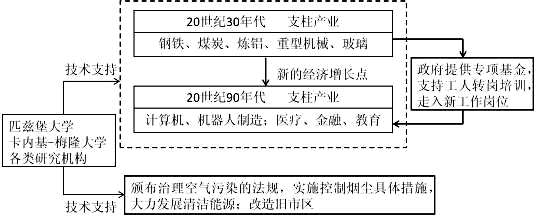 20世纪30年代 支柱产业
钢铁、煤炭、炼铝、重型机械、玻璃
技术支持
新的经济增长点
政府提供专项基金，
支持工人转岗培训，
走入新工作岗位
20世纪90年代 支柱产业
计算机、机器人制造；医疗、金融、教育
匹兹堡大学
卡内基-梅隆大学
各类研究机构
颁布治理空气污染的法规，实施控制烟尘具体措施，
大力发展清洁能源；改造旧市区
技术支持